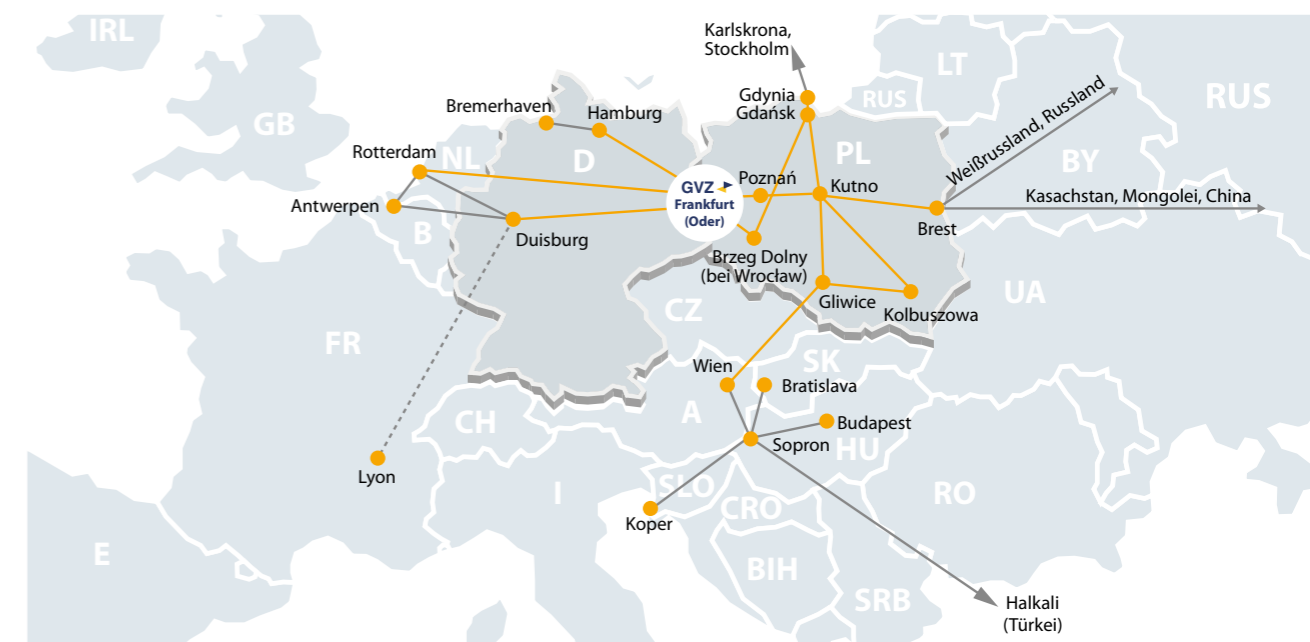 IRL
GB
NL
B
FR
E
D
CH
I
A
CZ
SK
SLO
CRO
BIH
SRB
HU
RO
UA
PL
RUS
LT
BY
RUS
Karlskrona,
Stockholm
Gdynia
Gdańsk
Bremerhaven
Hamburg
Rotterdam
Antwerpen
Duisburg
GVZ
Frankfurt
(Oder)
Poznań
Kutno
Brest
Weißrussland, Russland
Kasachstan, Mongolei, China
Brzeg Dolny
(bei Wrocław)
Gliwice
Kolbuszowa
Wien
Bratislava
Budapest
Sopron
Lyon
Koper
Halkali
(Türkei)